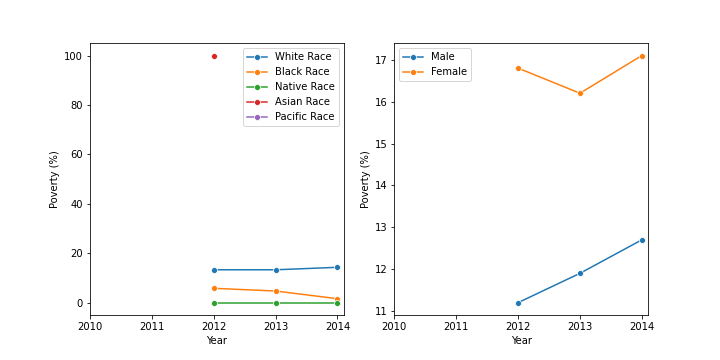 100
80
60
40
20
0
Poverty (%)
2010 2011 2012 2013 2014
Year
White Race
Black Race
Native Race
Asian Race
Pacific Race
17
16
15
14
13
12
11
Poverty (%)
2010 2011 2012 2013 2014
Year
Male
Female